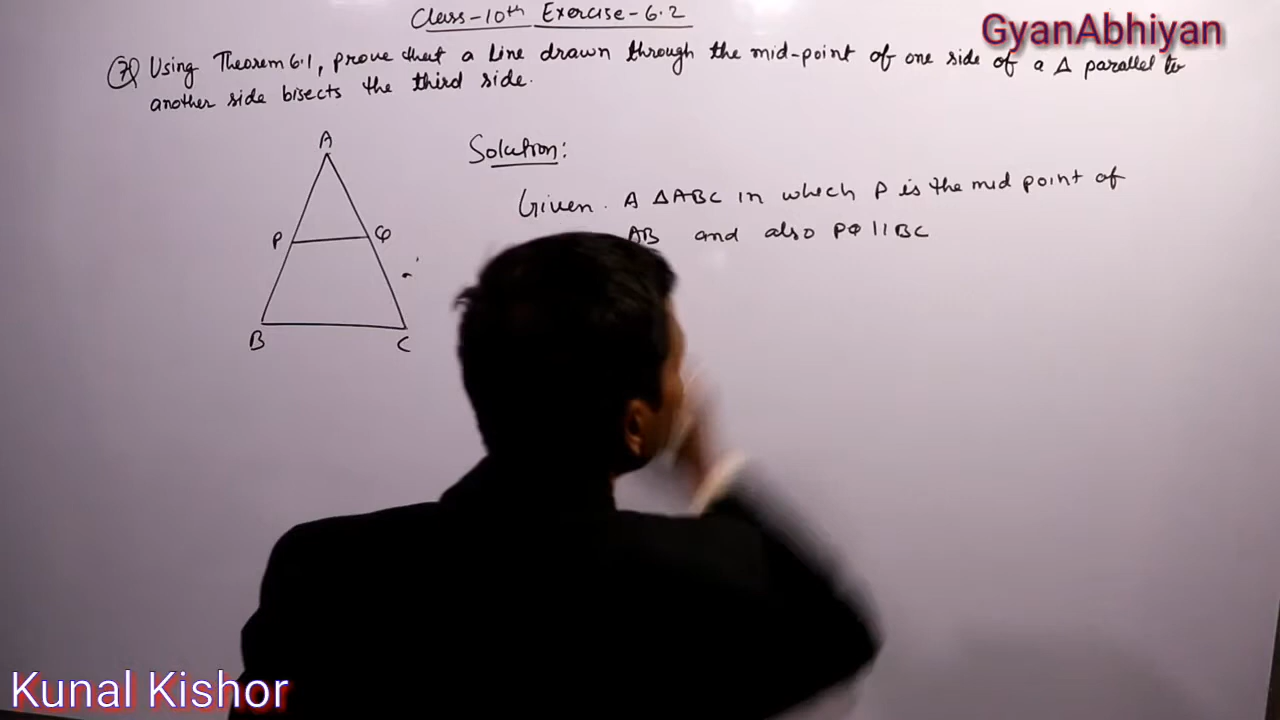 Class-10th Exercise-6.2
GyanAbhiyan
7 Using Theorem 6.1, prove that a line drawn through the mid-point of one side of a Δ parallel to
another side bisects the third side.
A
Solution:
Given. A ΔABC in which P is the mid point of
AB and also PQ || BC
P Q
B C
Kunal Kishor